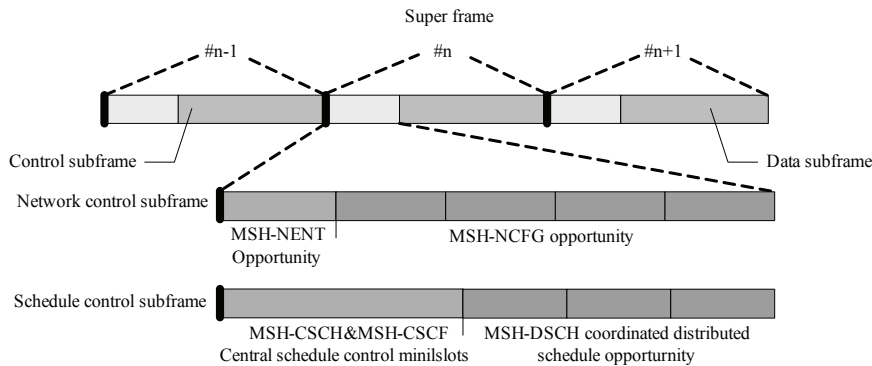 Super frame
#n-1
#n
#n+1
Control subframe
Data subframe
Network control subframe
MSH-NENT
Opportunity
MSH-NCFG opportunity
Schedule control subframe
MSH-CSCH&MSH-CSCF
Central schedule control minilslots
MSH-DSCH coordinated distributed
schedule opporturnity